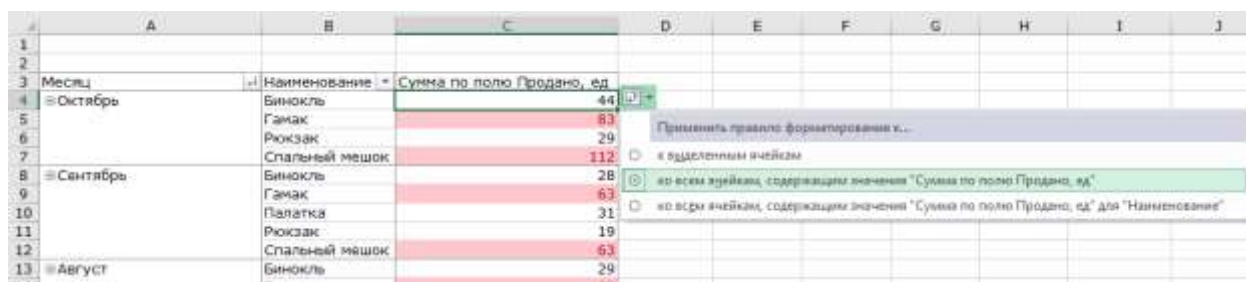 A B C D E F G H I J
1
2
3 Месяц Наименование Сумма по полю Продано, ед
4 Октябрь Бинокль 44
5 Гамак 83
Применить правило форматирования к...
6 Рюкзак 29
7 Спальный мешок 112 к выделенным ячейкам
8 Сентябрь Бинокль 28 ко всем ячейкам, содержащим значения "Сумма по полю Продано, ед"
9 Гамак 63
10 Палатка 31 ко всем ячейкам, содержащим значения "Сумма по полю Продано, ед" для "Наименование"
11 Рюкзак 19
12 Спальный мешок 63
13 Август Бинокль 29